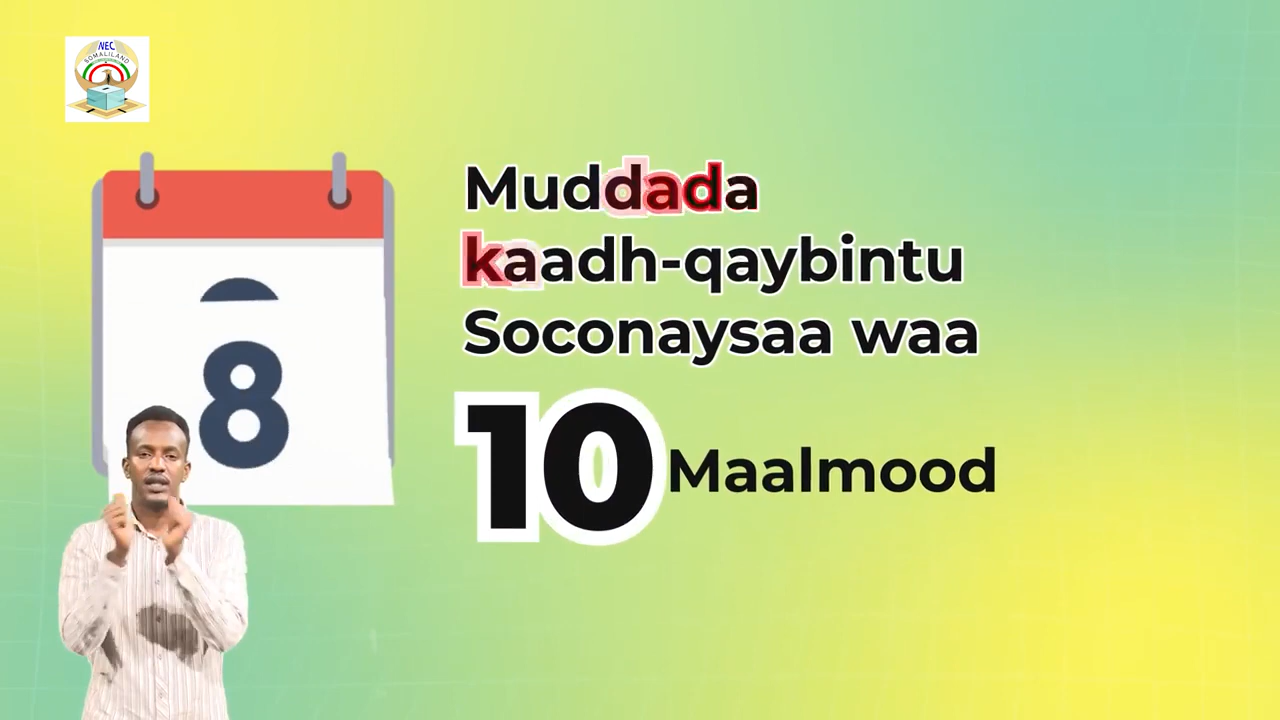 NEC
SOMALILAND
Muddada
kaadh-qaybintu
Soconaysaa waa
10 Maalmood
8